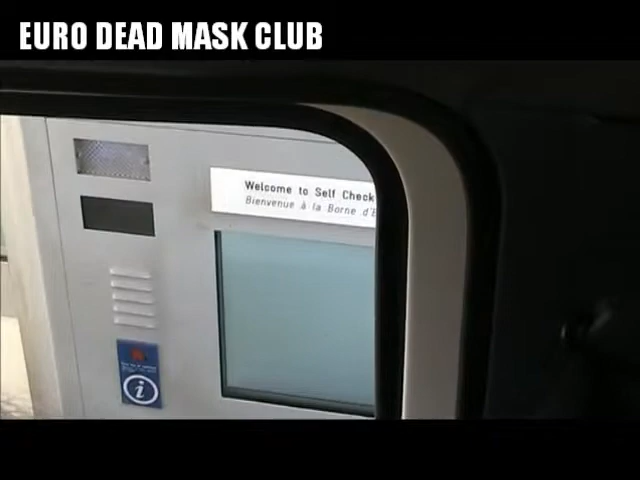 EURO DEAD MASK CLUB
Welcome to Self Check
Bienvenue à la Borne d'E
i